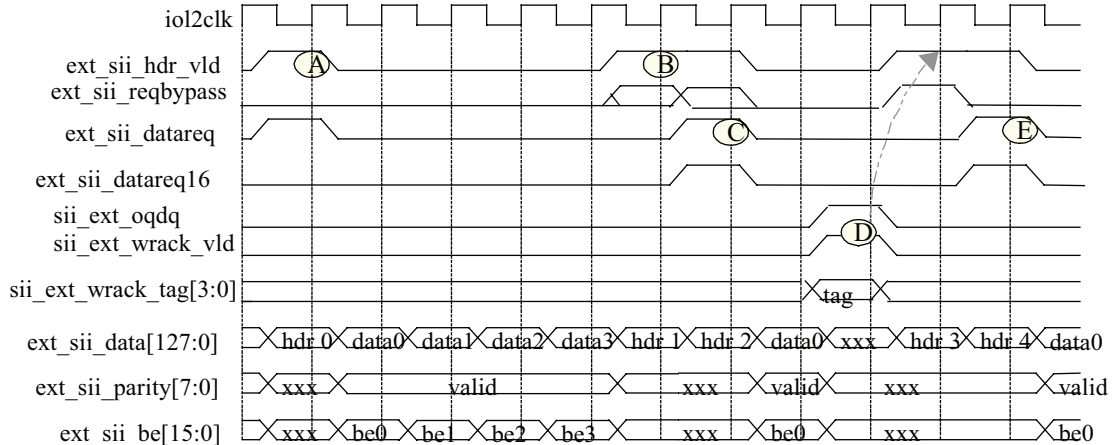 iol2clk
ext_sii_hdr_vld A B
ext_sii_reqbypass
ext_sii_datareq C E
ext_sii_datareq16
sii_ext_oqdq
sii_ext_wrack_vld D
sii_ext_wrack_tag[3:0] tag
ext_sii_data[127:0] hdr 0 data0 data1 data2 data3 hdr 1 hdr 2 data0 xxx hdr 3 hdr 4 data0
ext_sii_parity[7:0] xxx valid xxx valid xxx valid
ext_sii_be[15:0] xxx be0 be1 be2 be3 xxx be0 xxx be0